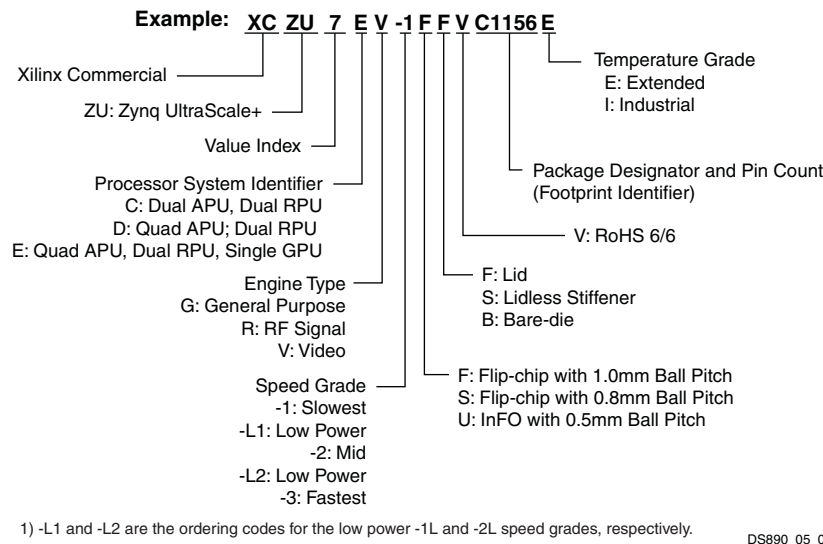 Example: XC ZU 7 E V -1 F F V C1156 E
Xilinx Commercial
ZU: Zynq UltraScale+
Value Index
Processor System Identifier
C: Dual APU, Dual RPU
D: Quad APU; Dual RPU
E: Quad APU, Dual RPU, Single GPU
Engine Type
G: General Purpose
R: RF Signal
V: Video
Speed Grade
-1: Slowest
-L1: Low Power
-2: Mid
-L2: Low Power
-3: Fastest
Temperature Grade
E: Extended
I: Industrial
Package Designator and Pin Count
(Footprint Identifier)
V: RoHS 6/6
F: Lid
S: Lidless Stiffener
B: Bare-die
F: Flip-chip with 1.0mm Ball Pitch
S: Flip-chip with 0.8mm Ball Pitch
U: InFO with 0.5mm Ball Pitch
1) -L1 and -L2 are the ordering codes for the low power -1L and -2L speed grades, respectively.